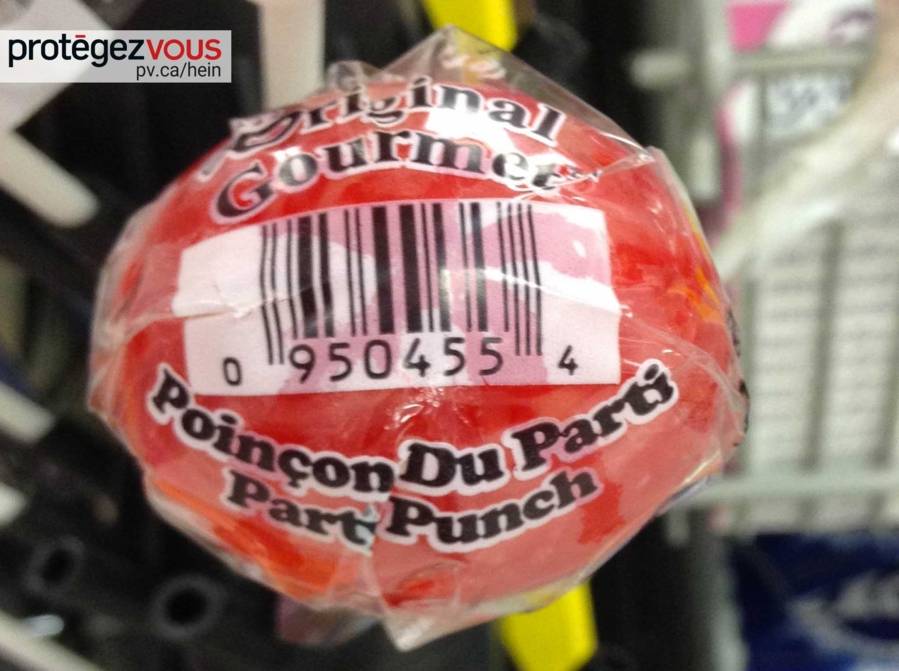 protégezvous
pv.ca/hein
Original
Gourmet
0 950455 4
Poinçon Du Parti
Party Punch